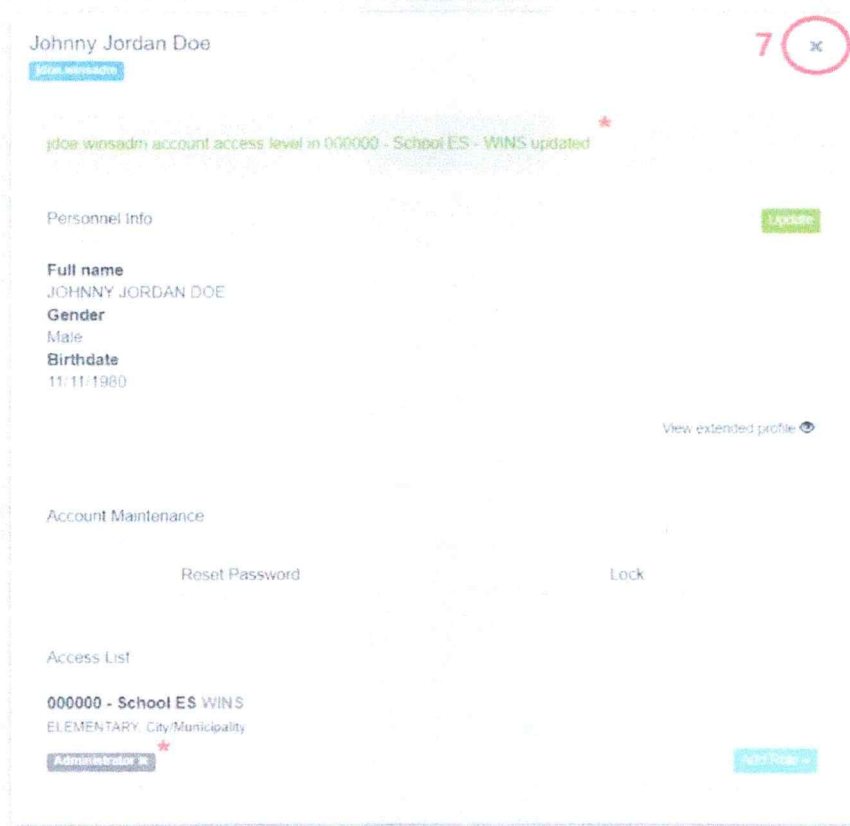 Johnny Jordan Doe
7 ×
jdoe.winsadm
*
jdoe.winsadm account access level in 000000 - School ES - WINS updated
Personnel Info
Update
Full name
JOHNNY JORDAN DOE
Gender
Male
Birthdate
11/11/1980
View extended profile
Account Maintenance
Reset Password
Lock
Access List
000000 - School ES WINS
ELEMENTARY, City/Municipality
*
Administrator ×
Add Role »